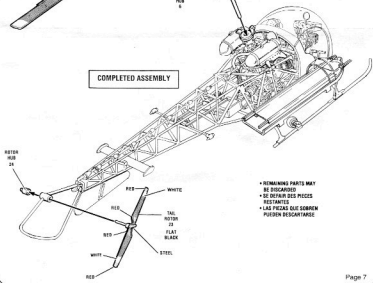 HUB
6
COMPLETED ASSEMBLY
ROTOR
HUB
24
RED
WHITE
RED
TAIL
ROTOR
23
FLAT
BLACK
RED
STEEL
WHITE
RED
• REMAINING PARTS MAY
BE DISCARDED
• SE DEFAIR DES PIECES
RESTANTES
• LAS PIEZAS QUE SOBREN
PUEDEN DESCARTARSE
Page 7